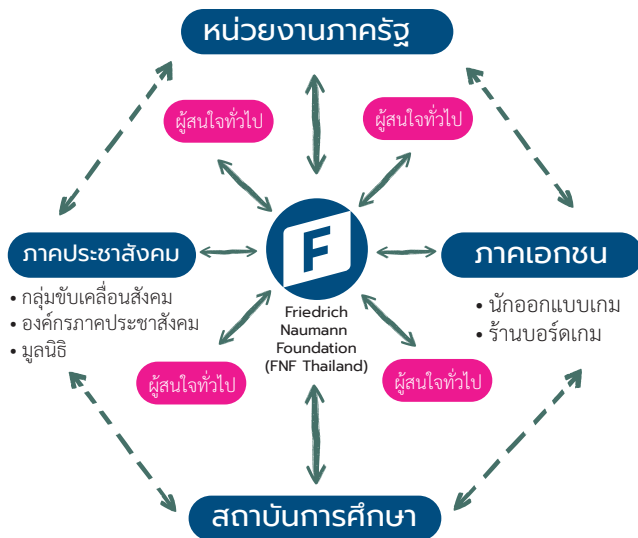 หน่วยงานภาครัฐ
ผู้สนใจทั่วไป
ผู้สนใจทั่วไป
ภาคประชาสังคม
• กลุ่มขับเคลื่อนสังคม
• องค์กรภาคประชาสังคม
• มูลนิธิ
F
Friedrich
Naumann
Foundation
(FNF Thailand)
ภาคเอกชน
• นักออกแบบเกม
• ร้านบอร์ดเกม
ผู้สนใจทั่วไป
ผู้สนใจทั่วไป
สถาบันการศึกษา